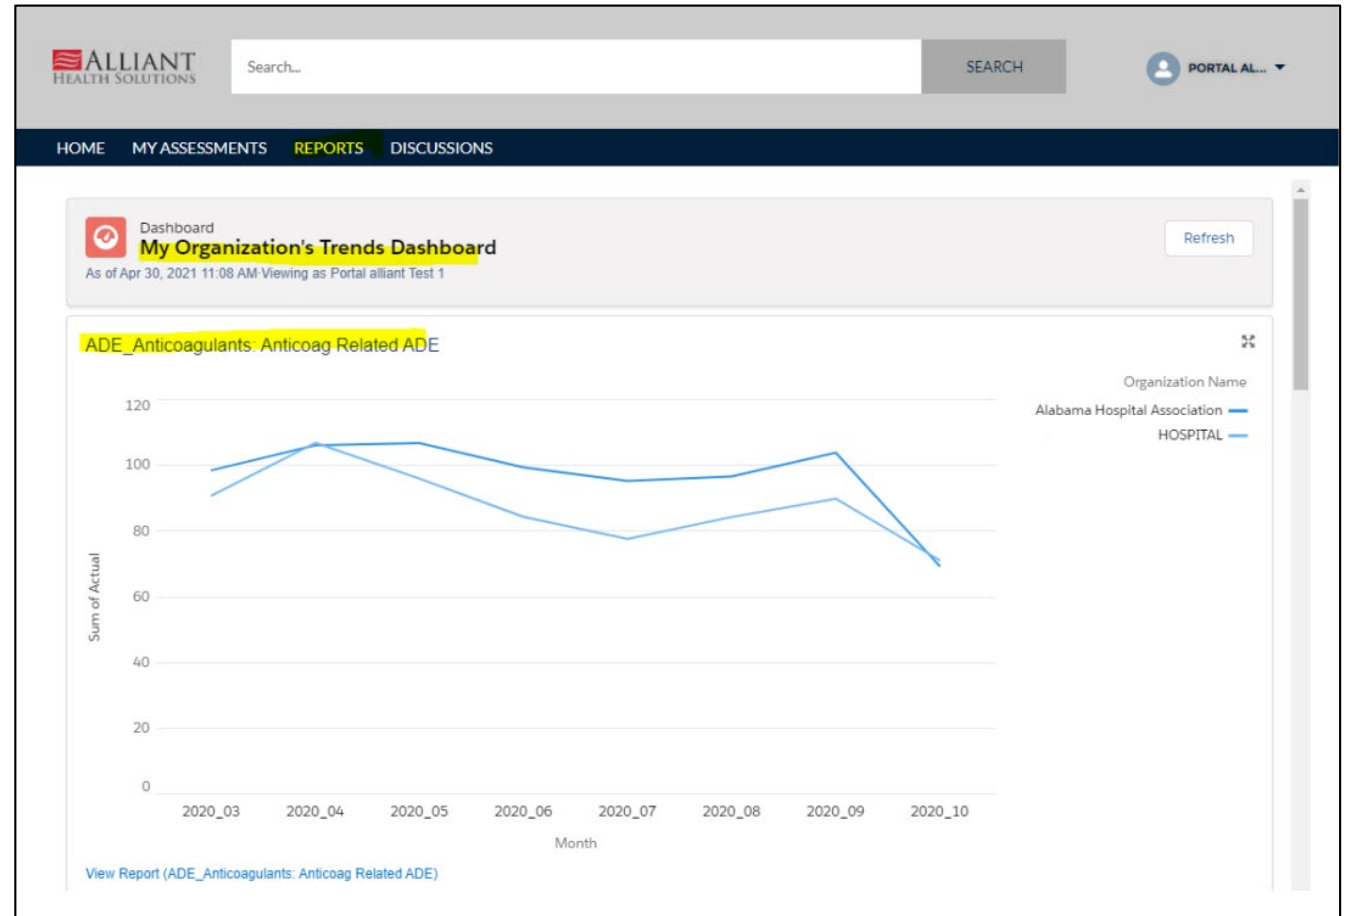 ALLIANT
HEALTH SOLUTIONS
Search...
SEARCH
PORTAL AL...
HOME MY ASSESSMENTS REPORTS DISCUSSIONS
Dashboard
My Organization's Trends Dashboard
As of Apr 30, 2021 11:08 AM·Viewing as Portal alliant Test 1
Refresh
ADE_Anticoagulants: Anticoag Related ADE
Organization Name
Alabama Hospital Association
HOSPITAL
120
100
80
60
40
20
0
Sum of Actual
2020_03 2020_04 2020_05 2020_06 2020_07 2020_08 2020_09 2020_10
Month
View Report (ADE_Anticoagulants: Anticoag Related ADE)